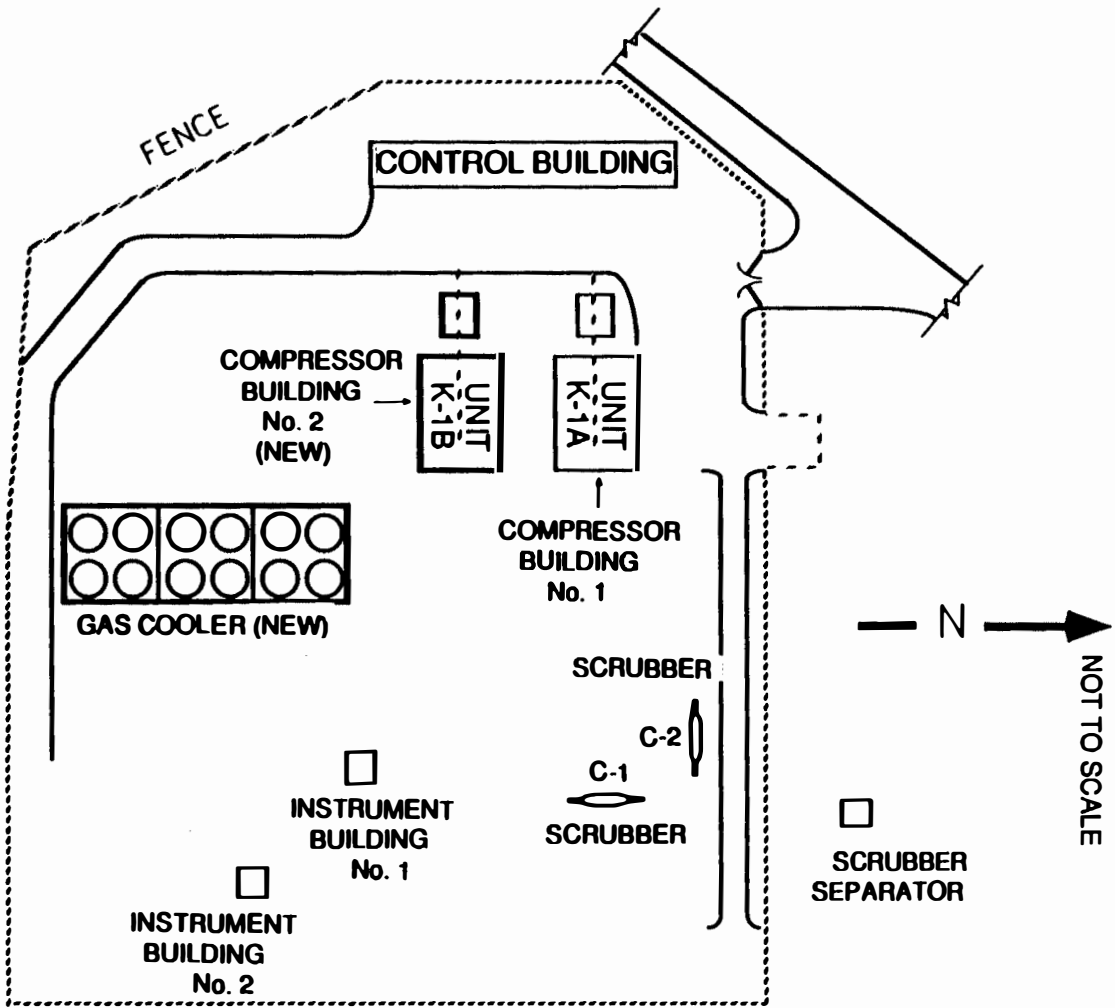 FENCE
CONTROL BUILDING
COMPRESSOR
BUILDING
No. 2
(NEW)
UNIT
K-1B
UNIT
K-1A
COMPRESSOR
BUILDING
No. 1
GAS COOLER (NEW)
N
NOT TO SCALE
SCRUBBER
C-2
C-1
SCRUBBER
INSTRUMENT
BUILDING
No. 1
SCRUBBER
SEPARATOR
INSTRUMENT
BUILDING
No. 2